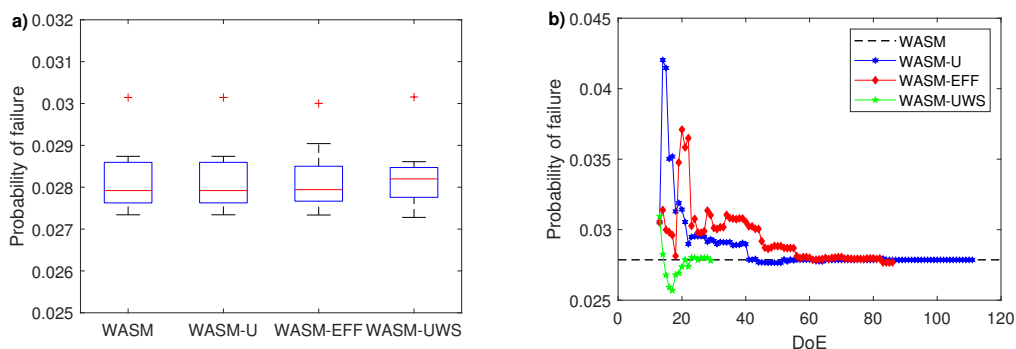 a)
0.032
0.031
0.03
0.029
0.028
0.027
0.026
0.025
Probability of failure
WASM
WASM-U
WASM-EFF
WASM-UWS
b)
0.045
0.04
0.035
0.03
0.025
Probability of failure
0
20
40
60
80
100
120
DoE
WASM
WASM-U
WASM-EFF
WASM-UWS